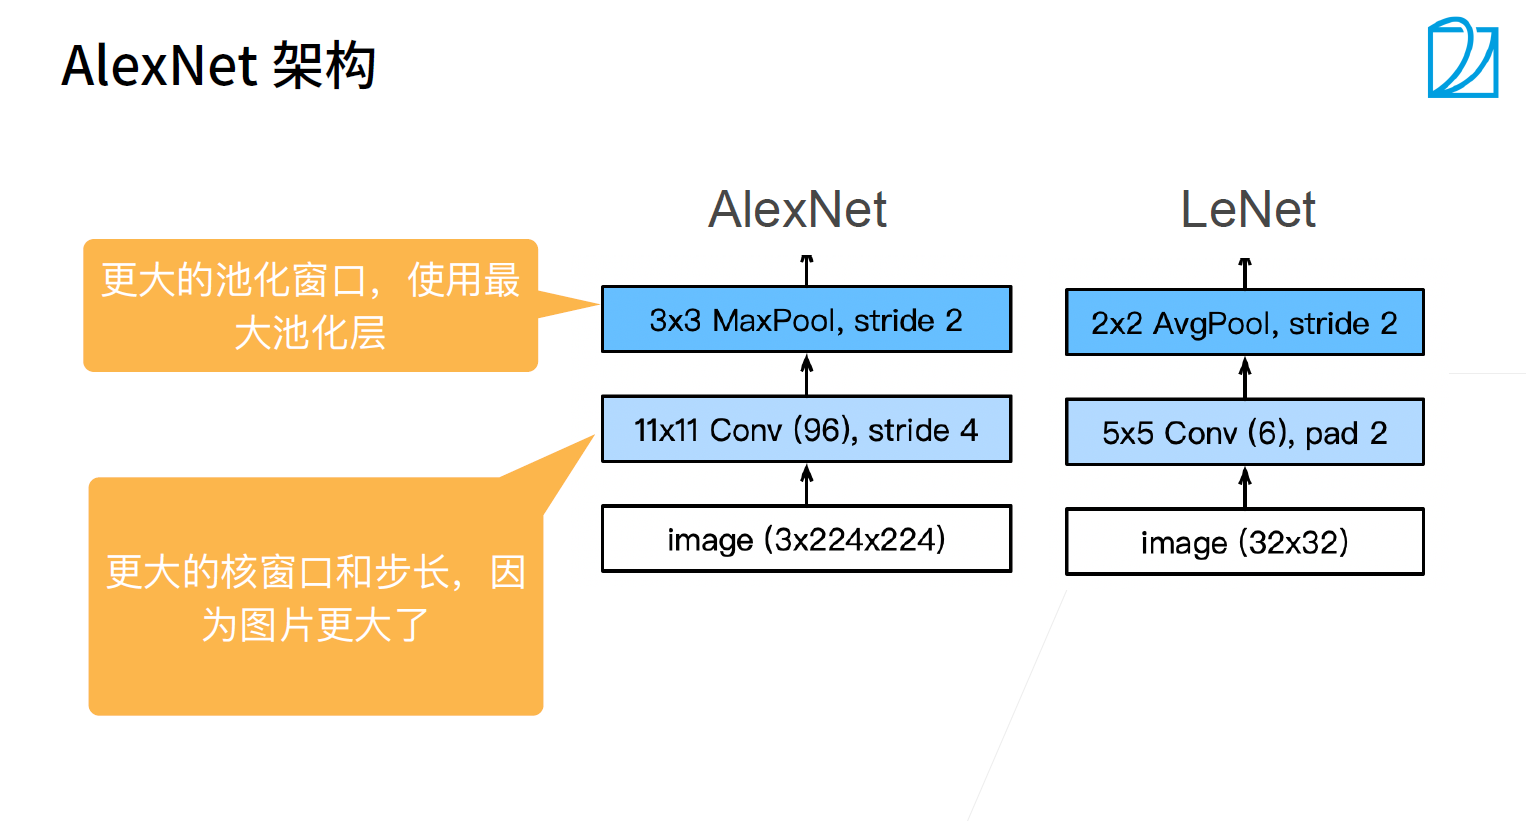 AlexNet 架构
AlexNet
LeNet
更大的池化窗口，使用最
大池化层
3x3 MaxPool, stride 2
2x2 AvgPool, stride 2
11x11 Conv (96), stride 4
5x5 Conv (6), pad 2
更大的核窗口和步长，因
为图片更大了
image (3x224x224)
image (32x32)